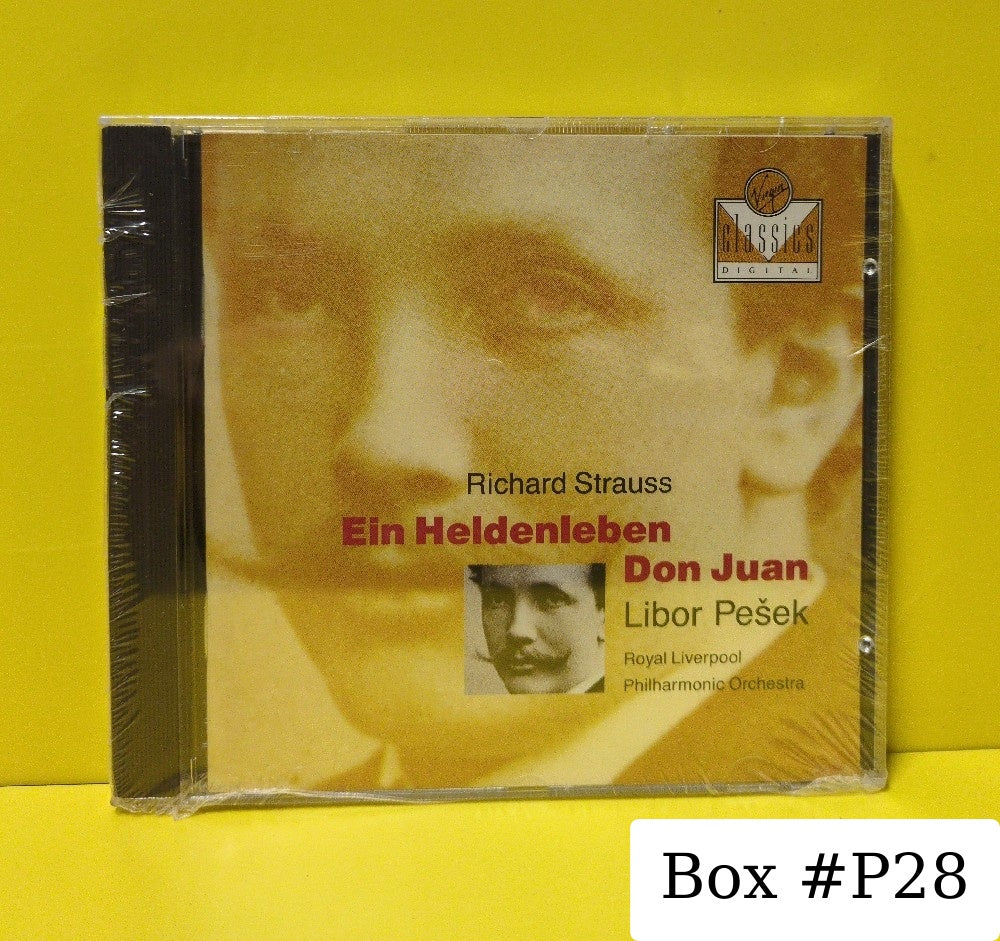 Virgin
classics
DIGITAL
Richard Strauss
Ein Heldenleben
Don Juan
Libor Pešek
Royal Liverpool
Philharmonic Orchestra
Box #P28